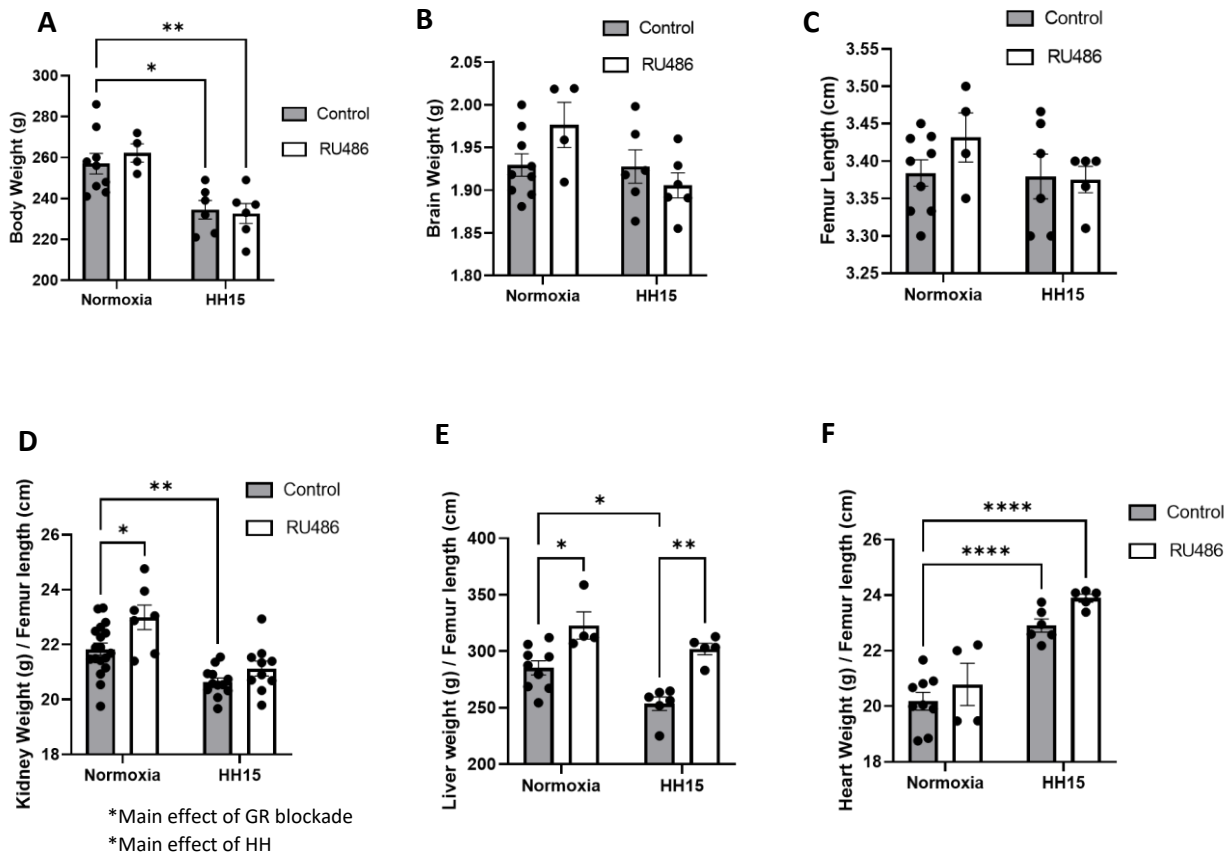 A
**
*
Body Weight (g)
300
280
260
240
220
200
Normoxia
HH15
Control
RU486
B
Control
RU486
Brain Weight (g)
2.05
2.00
1.95
1.90
1.85
1.80
Normoxia
HH15
C
Control
RU486
Femur Length (cm)
3.55
3.50
3.45
3.40
3.35
3.30
3.25
Normoxia
HH15
D
**
*
Control
RU486
Kidney Weight (g) / Femur length (cm)
26
24
22
20
18
Normoxia
HH15
*Main effect of GR blockade
*Main effect of HH
E
*
*
**
Liver weight (g) / Femur length (cm)
400
350
300
250
200
Normoxia
HH15
F
****
****
Control
RU486
Heart Weight (g) / Femur length (cm)
26
24
22
20
18
Normoxia
HH15